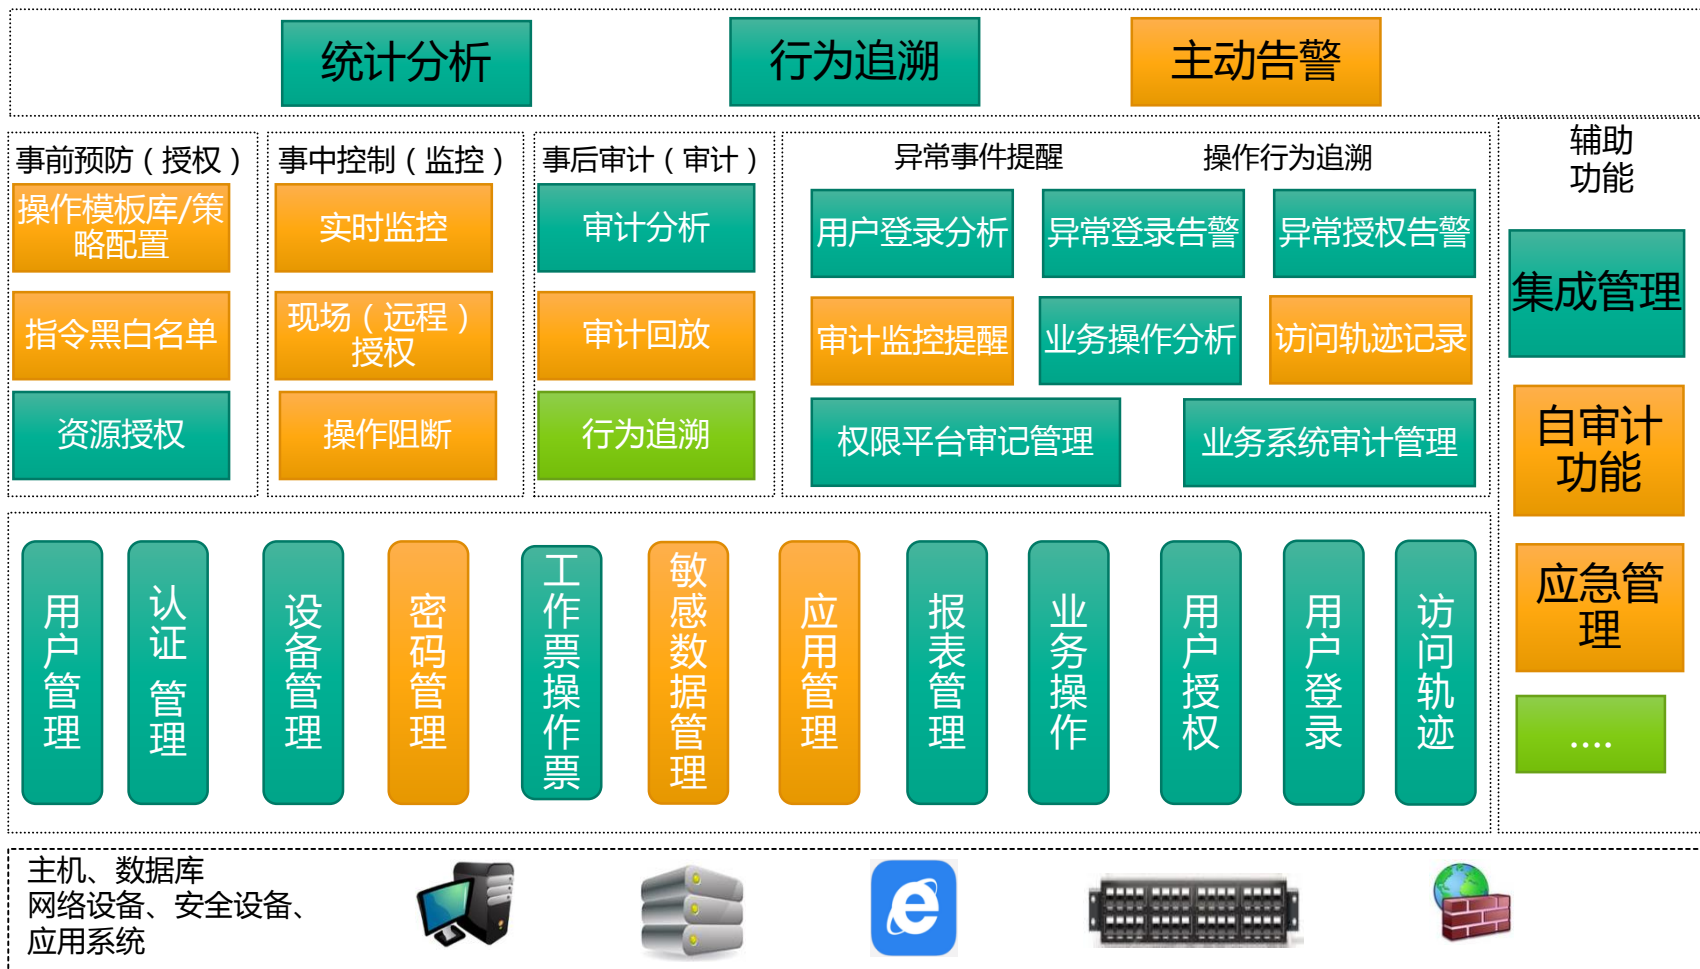 统计分析
行为追溯
主动告警
事前预防（授权）
操作模板库/策
略配置
指令黑白名单
资源授权
事中控制（监控）
实时监控
现场（远程）
授权
操作阻断
事后审计（审计）
审计分析
审计回放
行为追溯
异常事件提醒
操作行为追溯
用户登录分析
异常登录告警
异常授权告警
审计监控提醒
业务操作分析
访问轨迹记录
权限平台审记管理
业务系统审计管理
辅助
功能
集成管理
自审计
功能
应急管
理
....
用户管理
认证 管理
设备管理
密码管理
工作票操作票
敏感数据管理
应用管理
报表管理
业务操作
用户授权
用户登录
访问轨迹
主机、数据库
网络设备、安全设备、
应用系统